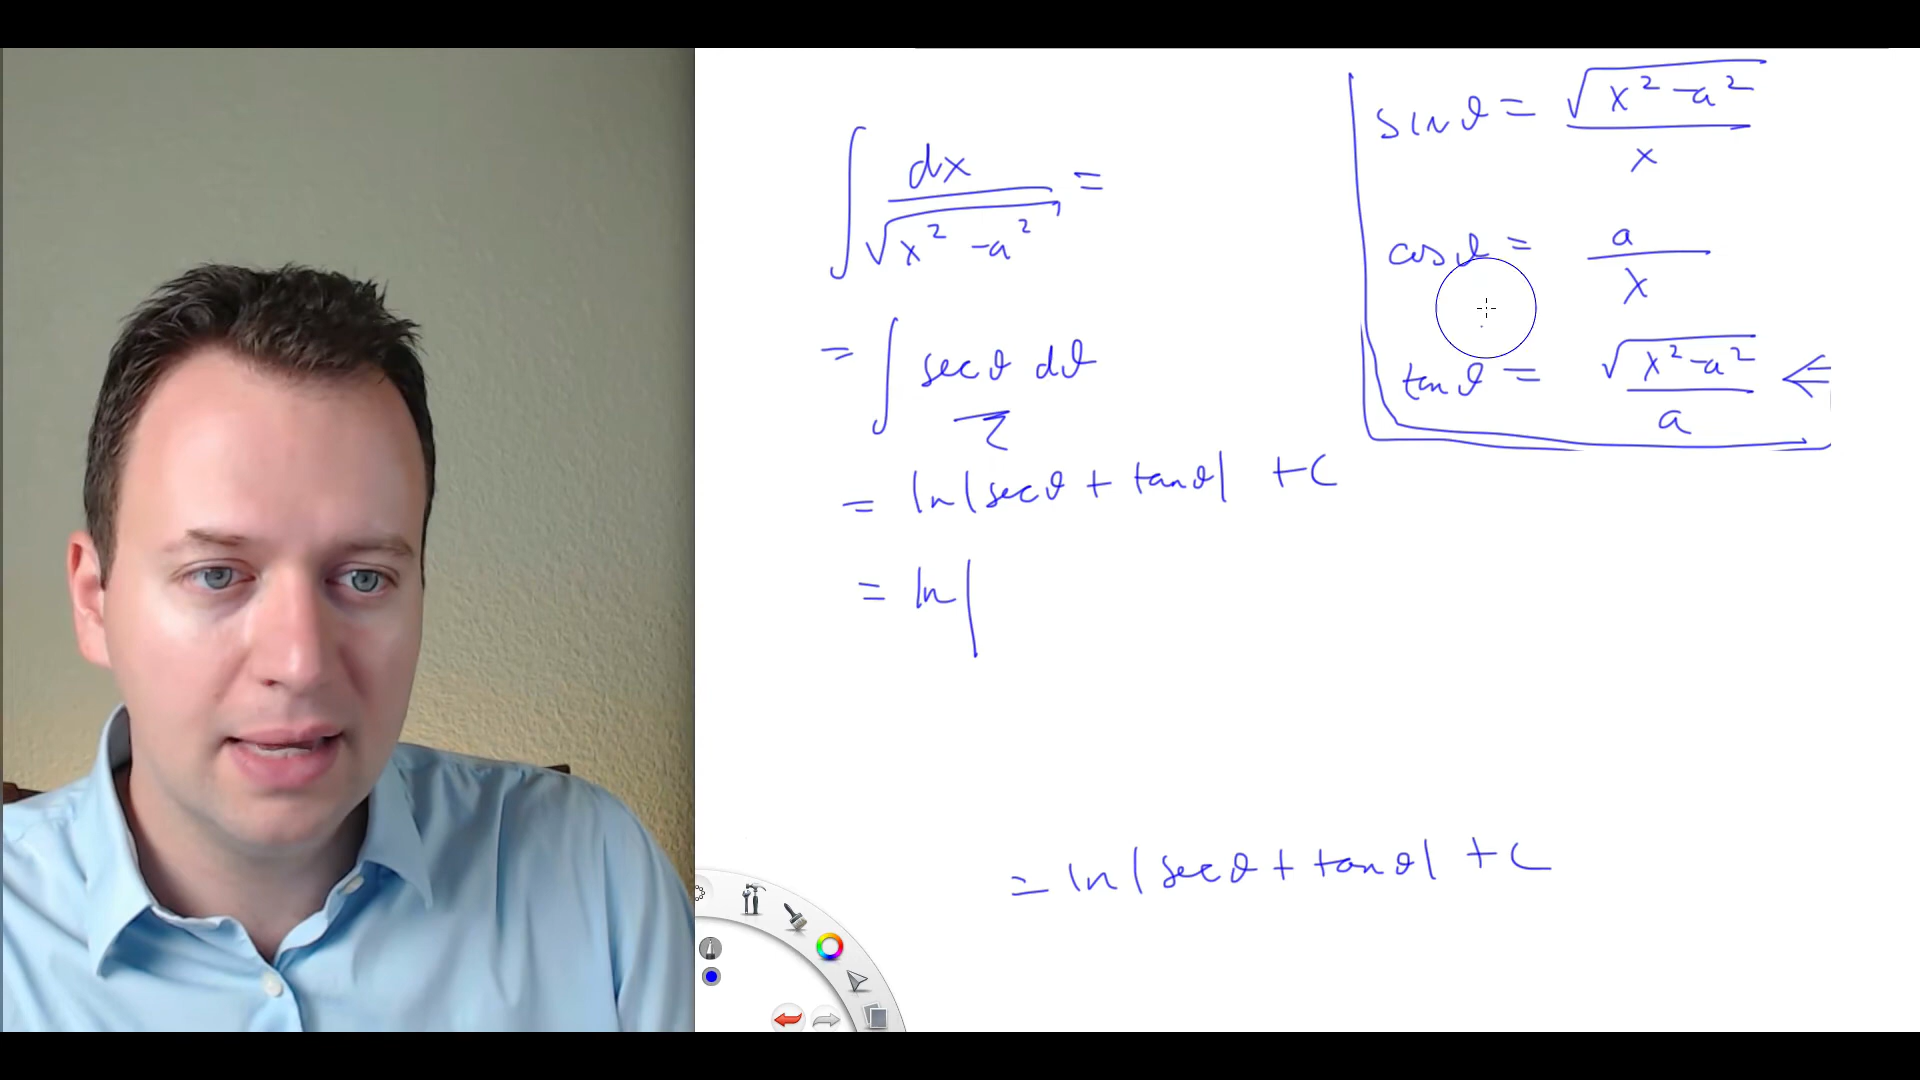 ∫ dx / √(x² - a²) =
= ∫ sec θ dθ
= ln |sec θ + tan θ| + C
= ln |
sin θ = √(x² - a²) / x
cos θ = a / x
tan θ = √(x² - a²) / a ⇐
= ln |sec θ + tan θ| + C